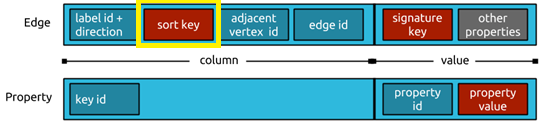 Edge
label id +
direction
sort key
adjacent
vertex id
edge id
signature
key
other
properties
column
value
Property
key id
property
id
property
value